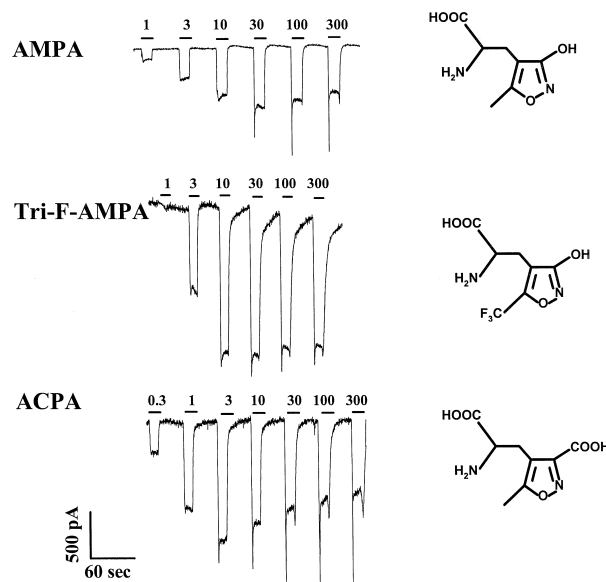 AMPA
1 3 10 30 100 300
HOOC
H2N
OH
N
O
Tri-F-AMPA
1 3 10 30 100 300
HOOC
H2N
OH
N
O
F3C
ACPA
0.3 1 3 10 30 100 300
HOOC
H2N
COOH
N
O
500 pA
60 sec